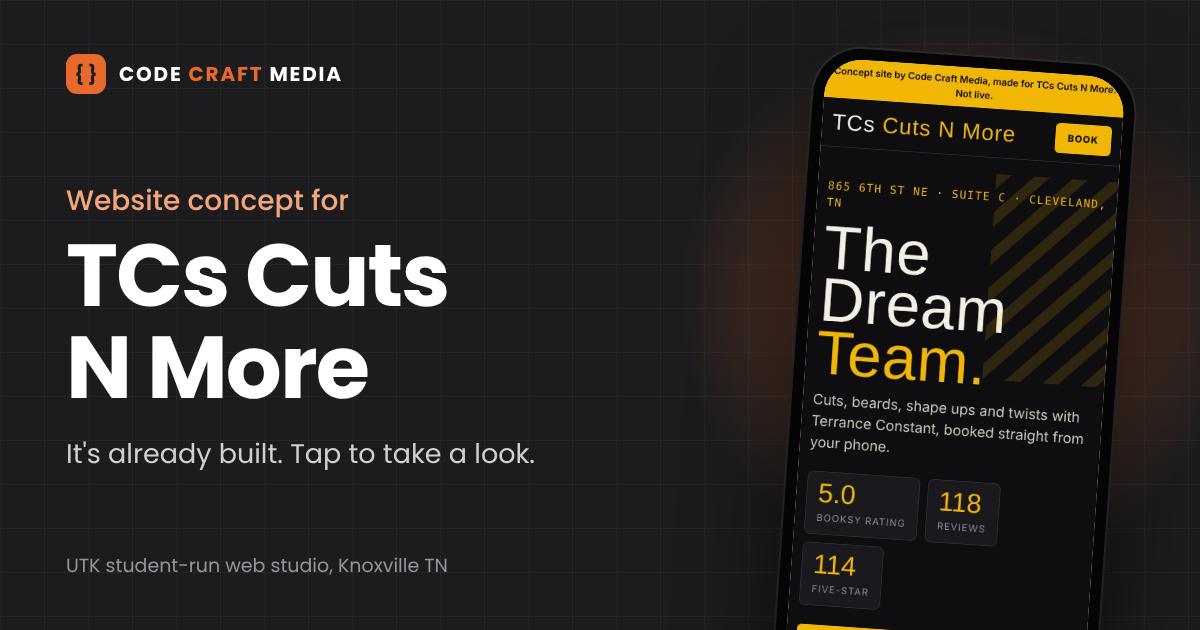 { } CODE CRAFT MEDIA
Website concept for
TCs Cuts
N More
It's already built. Tap to take a look.
UTK student-run web studio, Knoxville TN
Concept site by Code Craft Media, made for TCs Cuts N More.
Not live.
TCs Cuts N More
BOOK
865 6TH ST NE · SUITE C · CLEVELAND,
TN
The
Dream
Team.
Cuts, beards, shape ups and twists with
Terrance Constant, booked straight from
your phone.
5.0
BOOKSY RATING
118
REVIEWS
114
FIVE-STAR